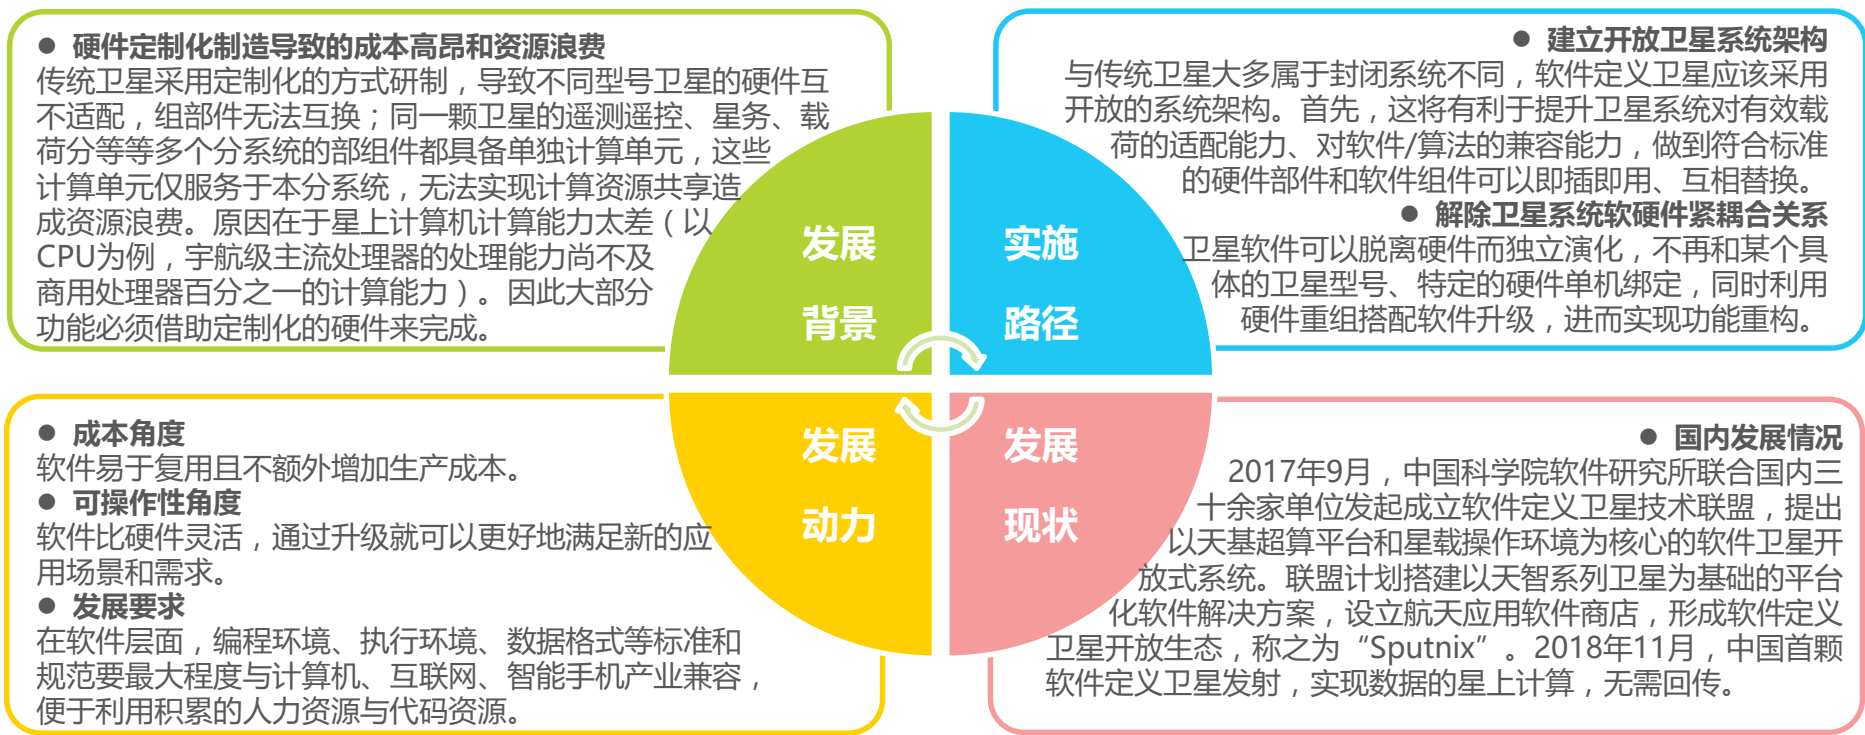 ● 硬件定制化制造导致的成本高昂和资源浪费
传统卫星采用定制化的方式研制，导致不同型号卫星的硬件互
不适配，组部件无法互换；同一颗卫星的遥测遥控、星务、载
荷分等等多个分系统的部组件都具备单独计算单元，这些
计算单元仅服务于本分系统，无法实现计算资源共享造
成资源浪费。原因在于星上计算机计算能力太差（以
CPU为例，宇航级主流处理器的处理能力尚不及
商用处理器百分之一的计算能力）。因此大部分
功能必须借助定制化的硬件来完成。
发展
背景
● 建立开放卫星系统架构
与传统卫星大多属于封闭系统不同，软件定义卫星应该采用
开放的系统架构。首先，这将有利于提升卫星系统对有效载
荷的适配能力、对软件/算法的兼容能力，做到符合标准
的硬件部件和软件组件可以即插即用、互相替换。
● 解除卫星系统软硬件紧耦合关系
卫星软件可以脱离硬件而独立演化，不再和某个具
体的卫星型号、特定的硬件单机绑定，同时利用
硬件重组搭配软件升级，进而实现功能重构。
实施
路径
● 成本角度
软件易于复用且不额外增加生产成本。
● 可操作性角度
软件比硬件灵活，通过升级就可以更好地满足新的应
用场景和需求。
● 发展要求
在软件层面，编程环境、执行环境、数据格式等标准和
规范要最大程度与计算机、互联网、智能手机产业兼容，
便于利用积累的人力资源与代码资源。
发展
动力
● 国内发展情况
2017年9月，中国科学院软件研究所联合国内三
十余家单位发起成立软件定义卫星技术联盟，提出
以天基超算平台和星载操作环境为核心的软件卫星开
放式系统。联盟计划搭建以天智系列卫星为基础的平台
化软件解决方案，设立航天应用软件商店，形成软件定义
卫星开放生态，称之为“Sputnix”。2018年11月，中国首颗
软件定义卫星发射，实现数据的星上计算，无需回传。
发展
现状